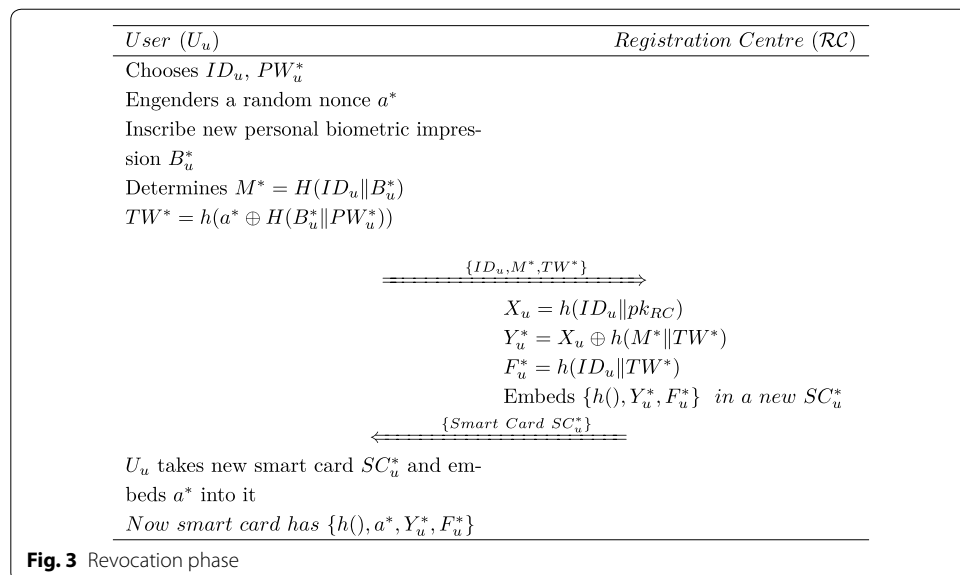 User (U_u) Registration Centre (RC)
Chooses ID_u, PW_u^*
Engenders a random nonce a^*
Inscribe new personal biometric impres-
sion B_u^*
Determines M^* = H(ID_u‖B_u^*)
TW^* = h(a^* ⊕ H(B_u^*‖PW_u^*))
{ID_u,M^*,TW^*}
X_u = h(ID_u‖pk_RC)
Y_u^* = X_u ⊕ h(M^*‖TW^*)
F_u^* = h(ID_u‖TW^*)
Embeds {h(), Y_u^*, F_u^*} in a new SC_u^*
{Smart Card SC_u^*}
U_u takes new smart card SC_u^* and em-
beds a^* into it
Now smart card has {h(), a^*, Y_u^*, F_u^*}
Fig. 3 Revocation phase